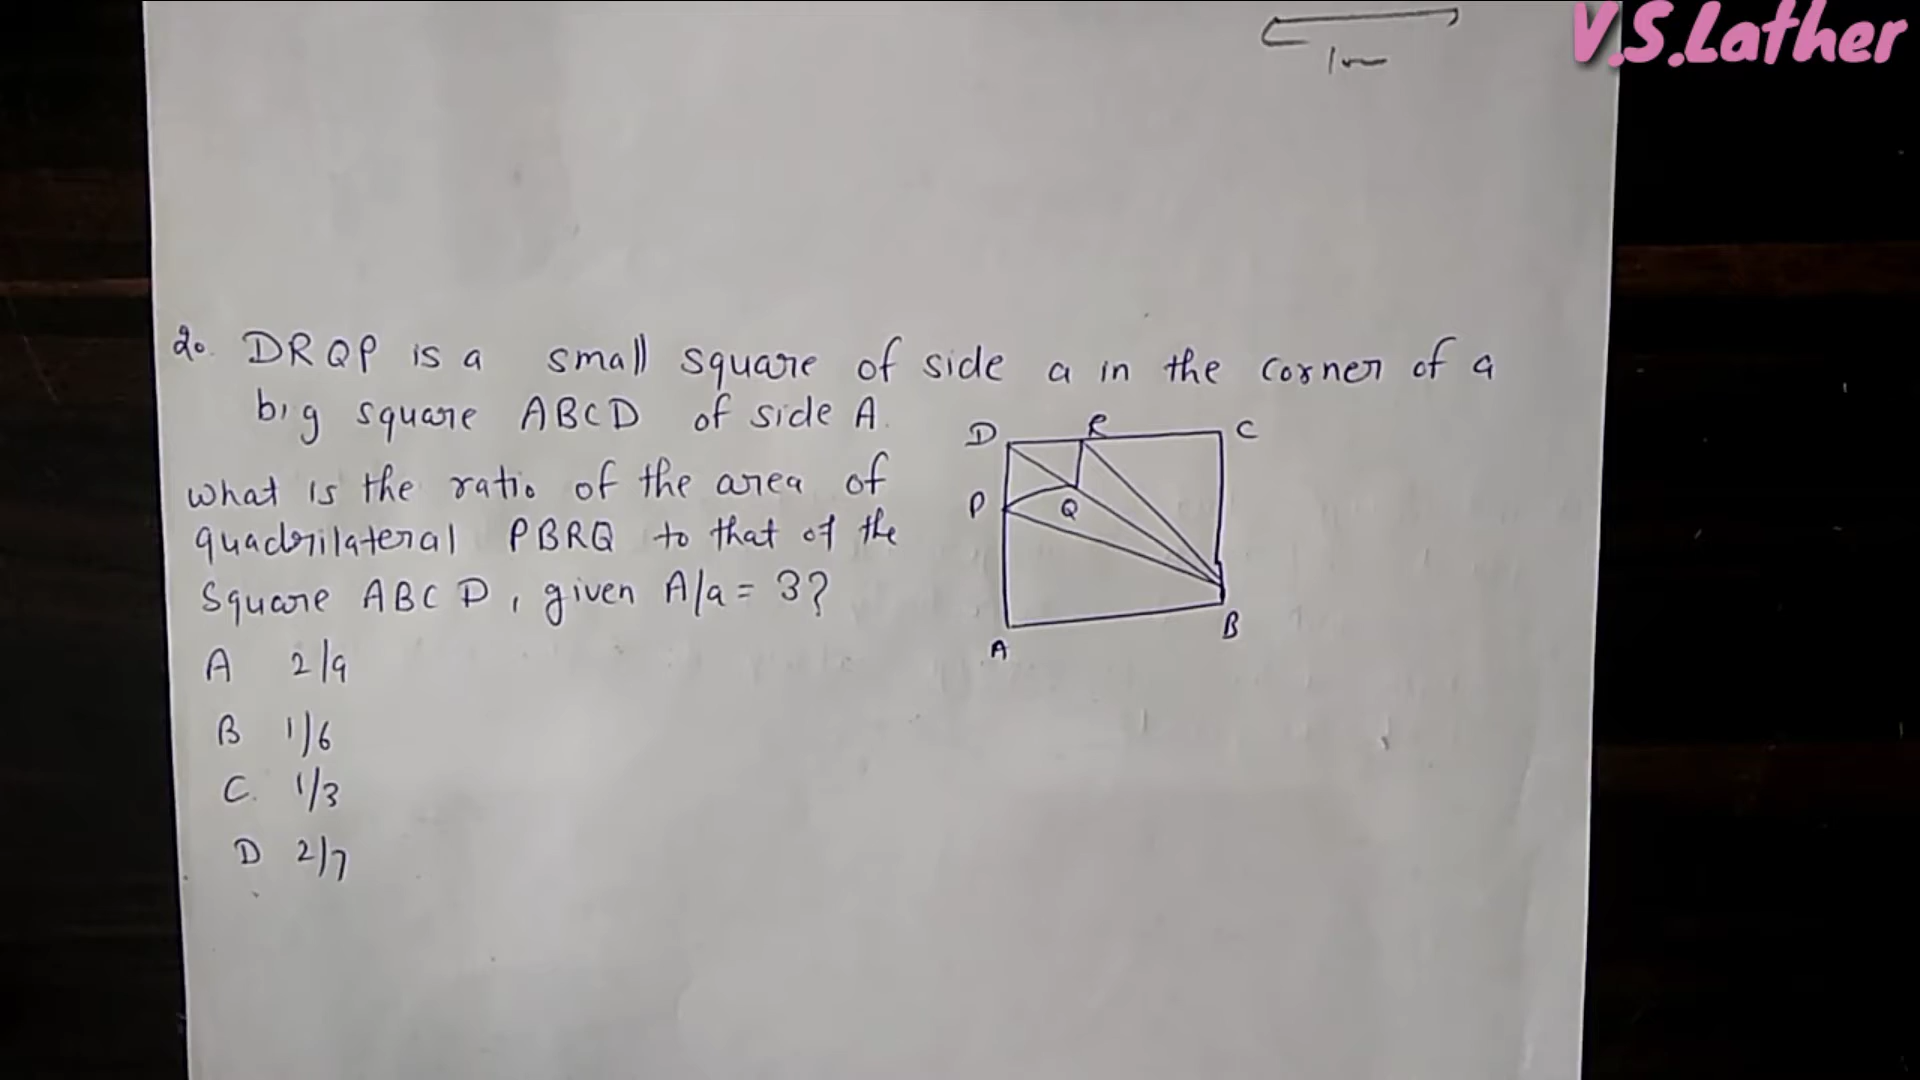 V.S.Lather
20. DRQP is a small square of side a in the corner of a
big square ABCD of side A.
what is the ratio of the area of
quadrilateral PBRQ to that of the
Square ABCD, given A/a = 3?
A 2/9
B 1/6
C. 1/3
D 2/7
D R C
P Q
A B